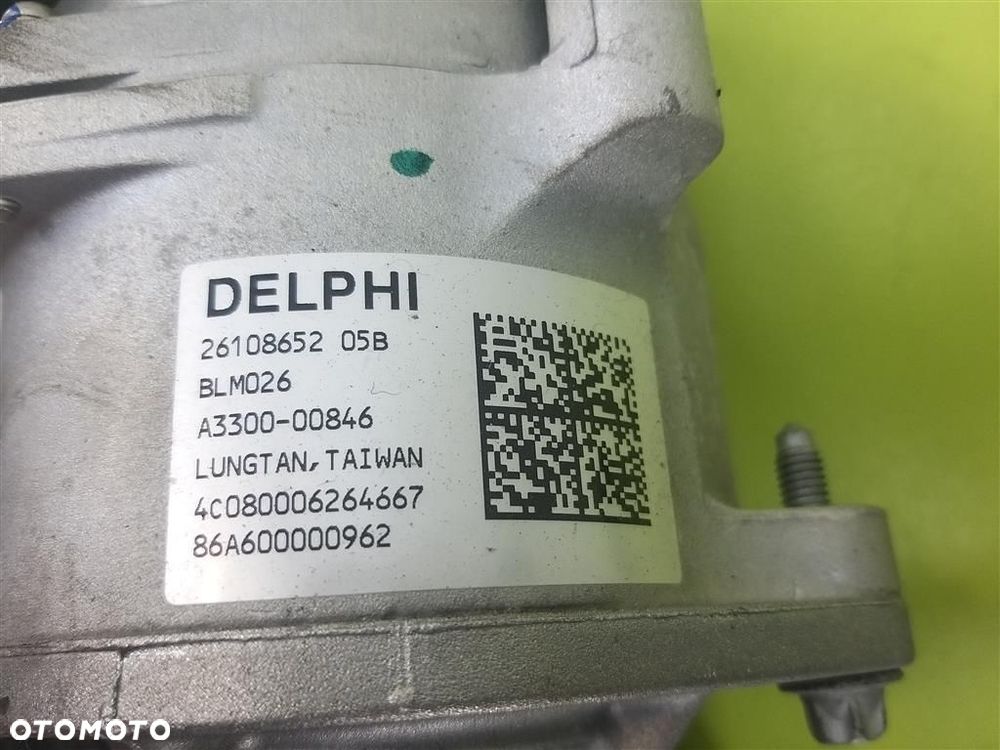 DELPHI
26108652 05B
BLM026
A3300-00846
LUNGTAN, TAIWAN
4C080006264667
86A600000962
OTOMOTO